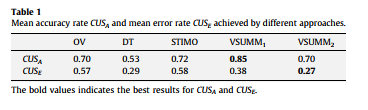 Table 1
Mean accuracy rate CUSA and mean error rate CUSE achieved by different approaches.
OV DT STIMO VSUMM1 VSUMM2
CUSA 0.70 0.53 0.72 0.85 0.70
CUSE 0.57 0.29 0.58 0.38 0.27
The bold values indicates the best results for CUSA and CUSE.